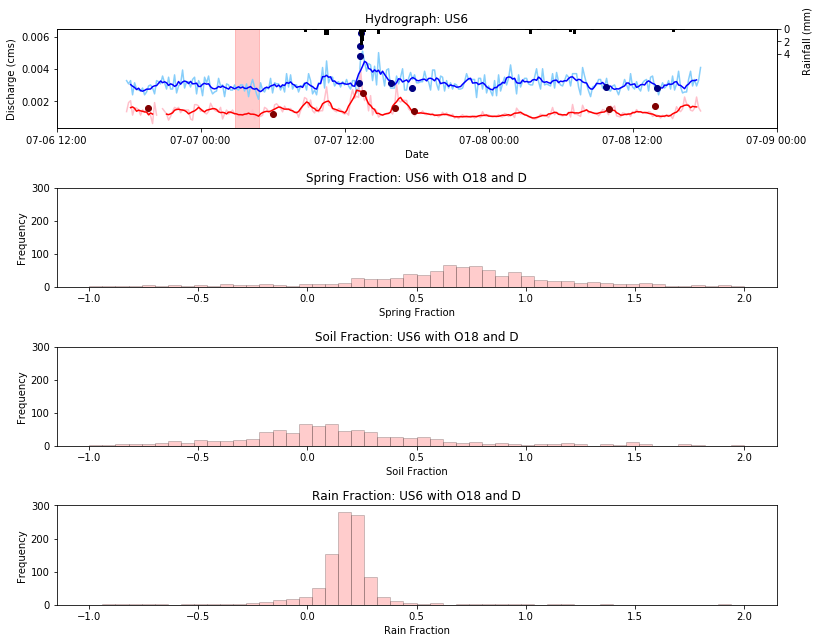 Hydrograph: US6
0.006
0.004
0.002
Discharge (cms)
0
2
4
Rainfall (mm)
07-06 12:00 07-07 00:00 07-07 12:00 07-08 00:00 07-08 12:00 07-09 00:00
Date
Spring Fraction: US6 with O18 and D
300
200
100
0
Frequency
−1.0 −0.5 0.0 0.5 1.0 1.5 2.0
Spring Fraction
Soil Fraction: US6 with O18 and D
300
200
100
0
Frequency
−1.0 −0.5 0.0 0.5 1.0 1.5 2.0
Soil Fraction
Rain Fraction: US6 with O18 and D
300
200
100
0
Frequency
−1.0 −0.5 0.0 0.5 1.0 1.5 2.0
Rain Fraction